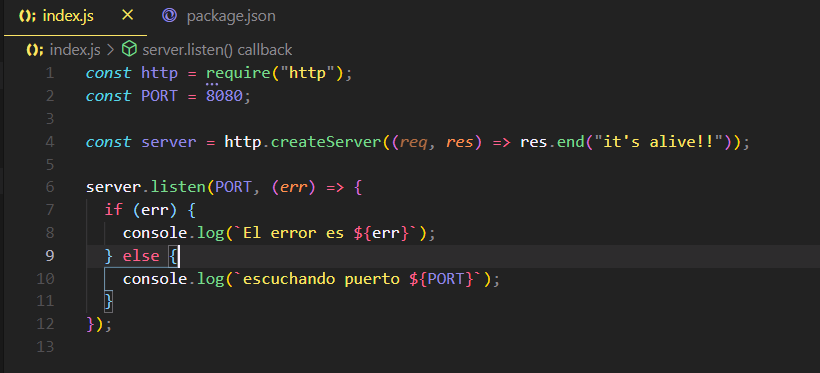 index.js × package.json
index.js > server.listen() callback
1 const http = require("http");
2 const PORT = 8080;
3
4 const server = http.createServer((req, res) => res.end("it's alive!!"));
5
6 server.listen(PORT, (err) => {
7 if (err) {
8 console.log(`El error es ${err}`);
9 } else {
10 console.log(`escuchando puerto ${PORT}`);
11 }
12 });
13